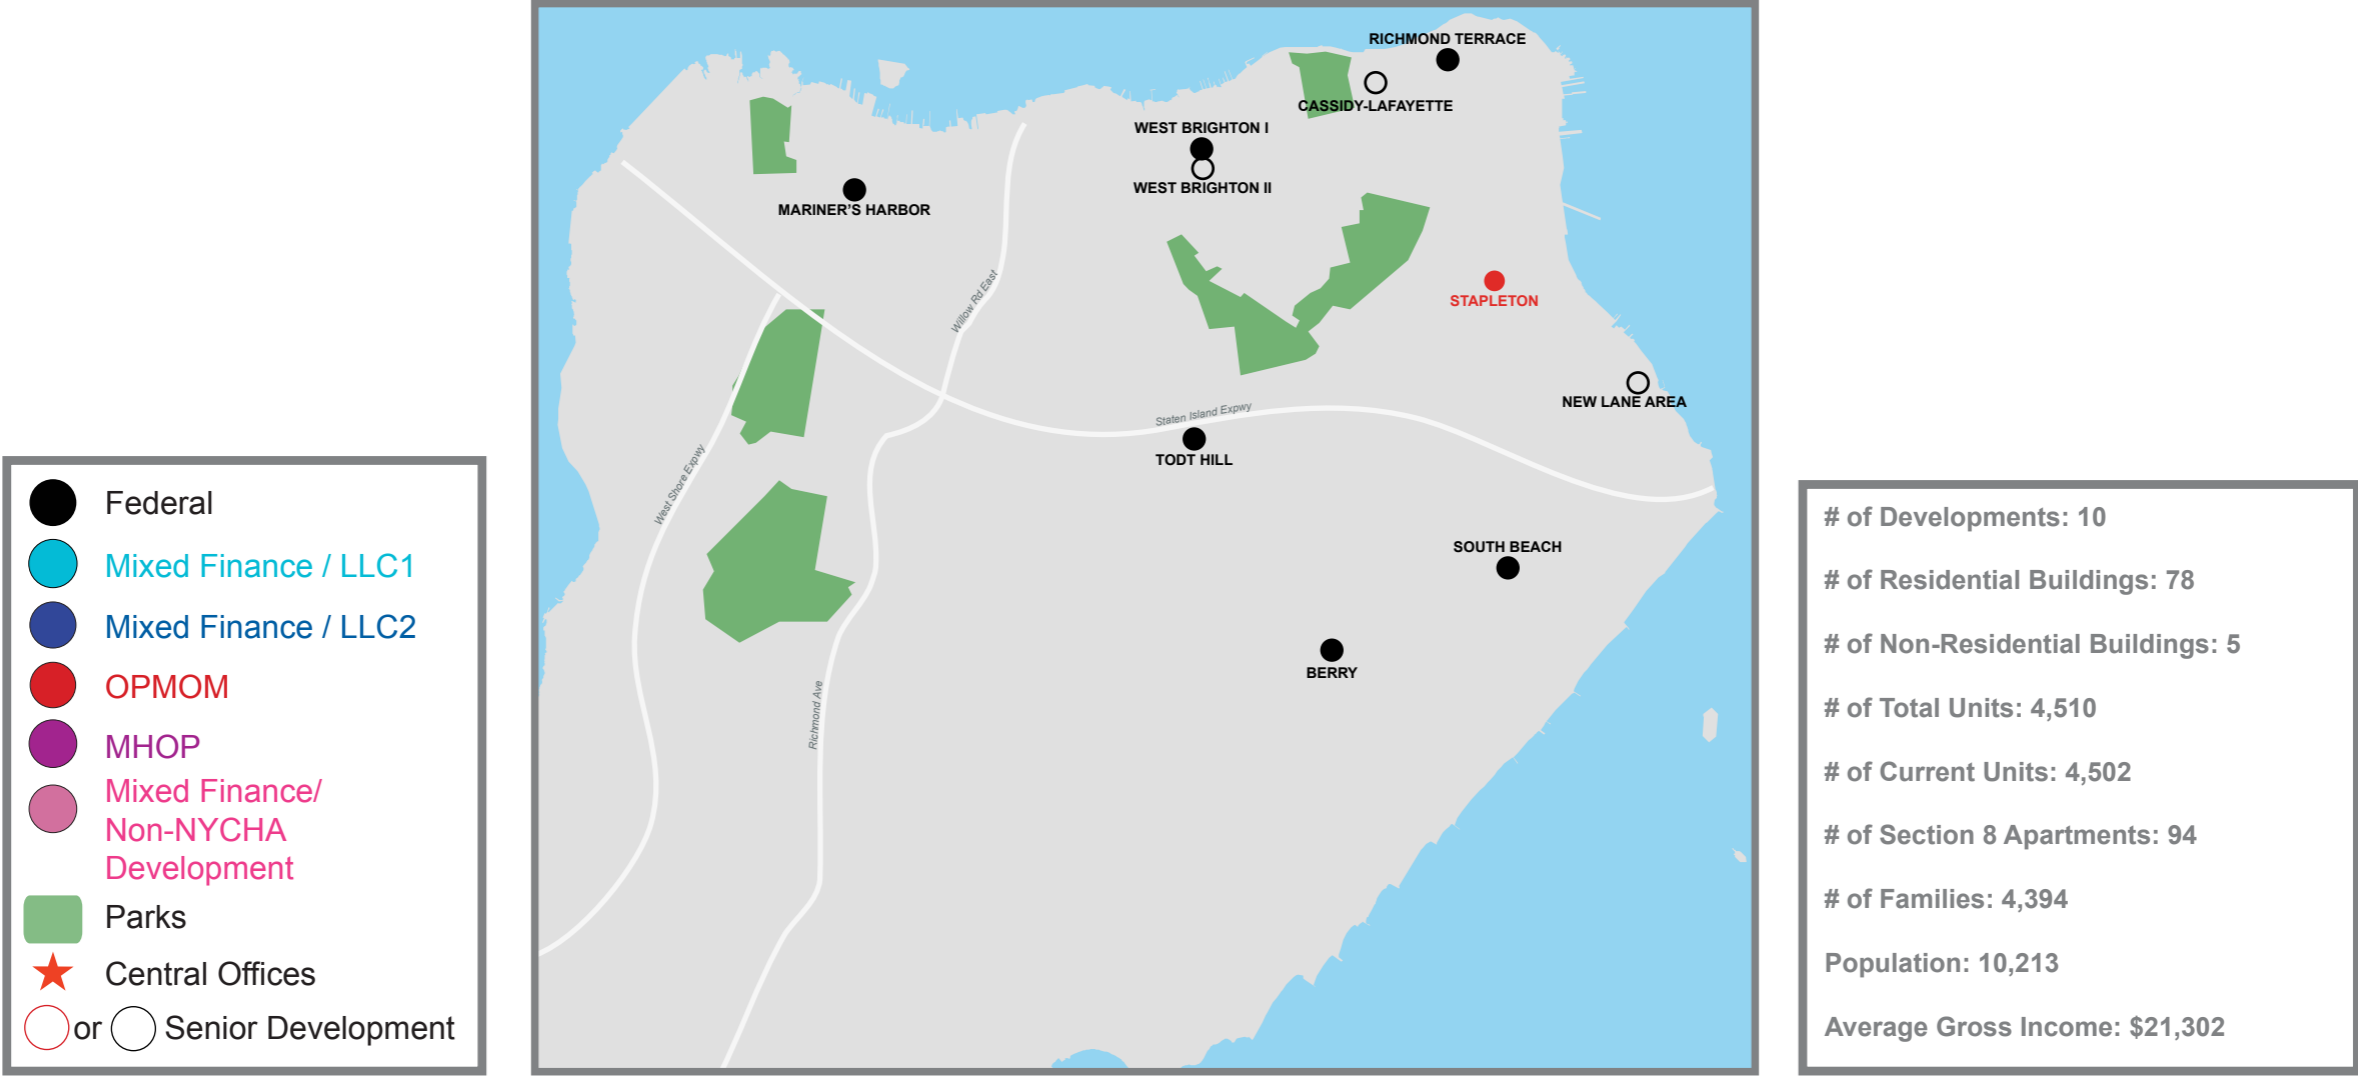 Federal
Mixed Finance / LLC1
Mixed Finance / LLC2
OPMOM
MHOP
Mixed Finance/
Non-NYCHA
Development
Parks
Central Offices
or Senior Development
RICHMOND TERRACE
CASSIDY-LAFAYETTE
WEST BRIGHTON I
WEST BRIGHTON II
MARINER'S HARBOR
Willow Rd East
STAPLETON
NEW LANE AREA
Staten Island Expwy
TODT HILL
West Shore Expwy
SOUTH BEACH
BERRY
Richmond Ave
# of Developments: 10
# of Residential Buildings: 78
# of Non-Residential Buildings: 5
# of Total Units: 4,510
# of Current Units: 4,502
# of Section 8 Apartments: 94
# of Families: 4,394
Population: 10,213
Average Gross Income: $21,302